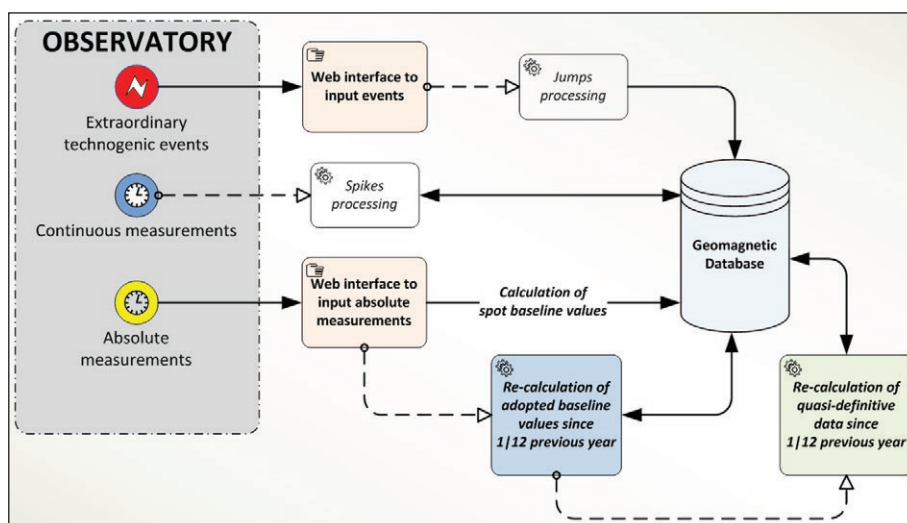 OBSERVATORY
Extraordinary
technogenic events
Continuous measurements
Absolute
measurements
Web interface to
input events
Jumps
processing
Spikes
processing
Web interface to
input absolute
measurements
Calculation of
spot baseline values
Geomagnetic
Database
Re-calculation of
adopted baseline
values since
1|12 previous year
Re-calculation of
quasi-definitive
data since
1|12 previous year